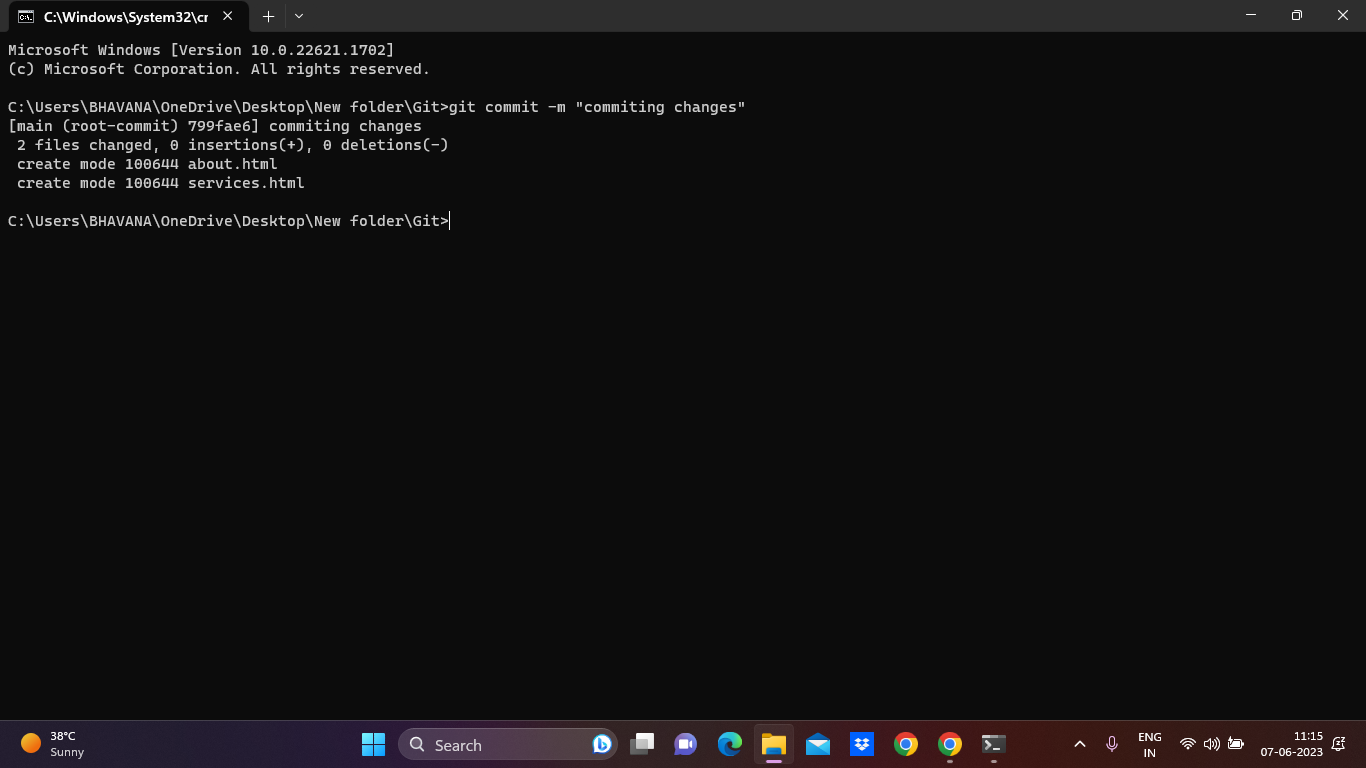 C:\Windows\System32\cr
Microsoft Windows [Version 10.0.22621.1702]
(c) Microsoft Corporation. All rights reserved.
C:\Users\BHAVANA\OneDrive\Desktop\New folder\Git>git commit -m "commiting changes"
[main (root-commit) 799fae6] commiting changes
2 files changed, 0 insertions(+), 0 deletions(-)
create mode 100644 about.html
create mode 100644 services.html
C:\Users\BHAVANA\OneDrive\Desktop\New folder\Git>
38°C
Sunny
Search
ENG
IN
11:15
07-06-2023